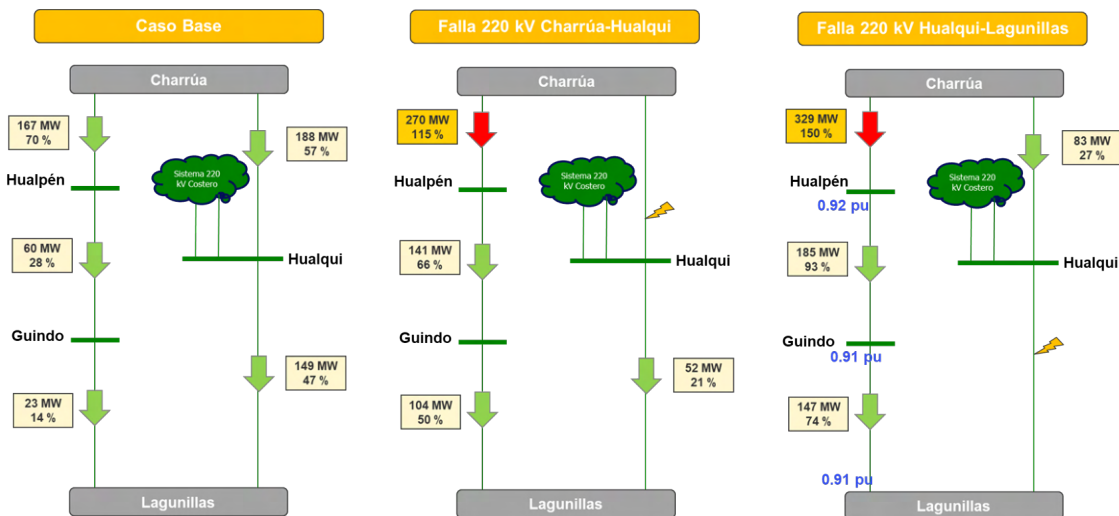 Caso Base
Charrúa
167 MW
70 %
188 MW
57 %
Sistema 220
kV Costero
Hualpén
60 MW
28 %
Hualqui
Guindo
149 MW
47 %
23 MW
14 %
Lagunillas
Falla 220 kV Charrúa-Hualqui
Charrúa
270 MW
115 %
Sistema 220
kV Costero
Hualpén
141 MW
66 %
Hualqui
Guindo
52 MW
21 %
104 MW
50 %
Lagunillas
Falla 220 kV Hualqui-Lagunillas
Charrúa
329 MW
150 %
83 MW
27 %
Sistema 220
kV Costero
Hualpén
0.92 pu
185 MW
93 %
Hualqui
Guindo
0.91 pu
147 MW
74 %
0.91 pu
Lagunillas